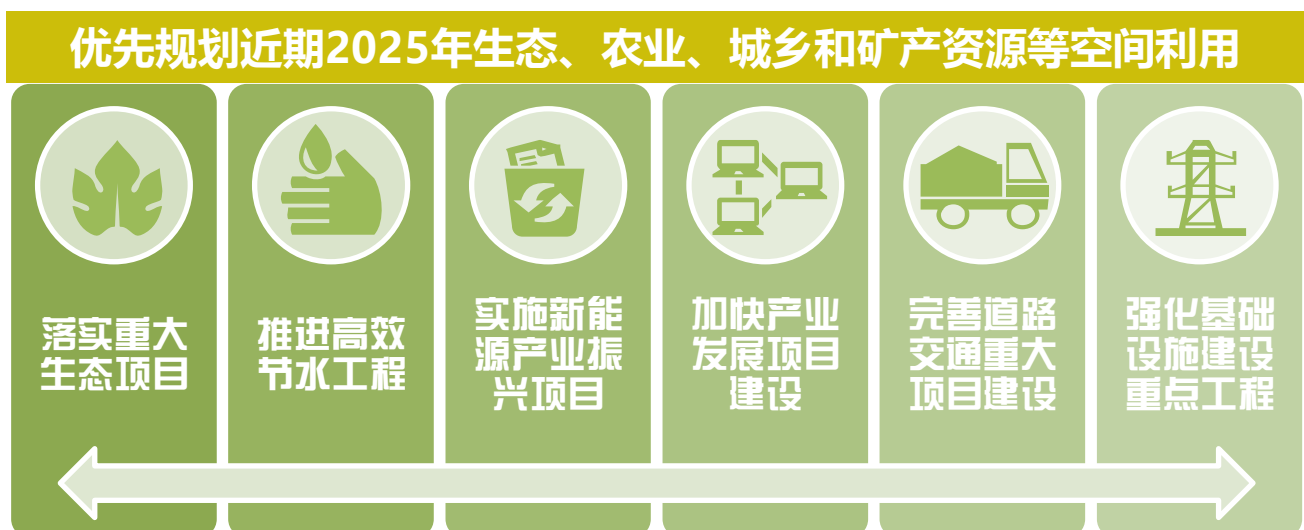 优先规划近期2025年生态、农业、城乡和矿产资源等空间利用
落实重大
生态项目
推进高效
节水工程
实施新能
源产业振
兴项目
加快产业
发展项目
建设
完善道路
交通重大
项目建设
强化基础
设施建设
重点工程